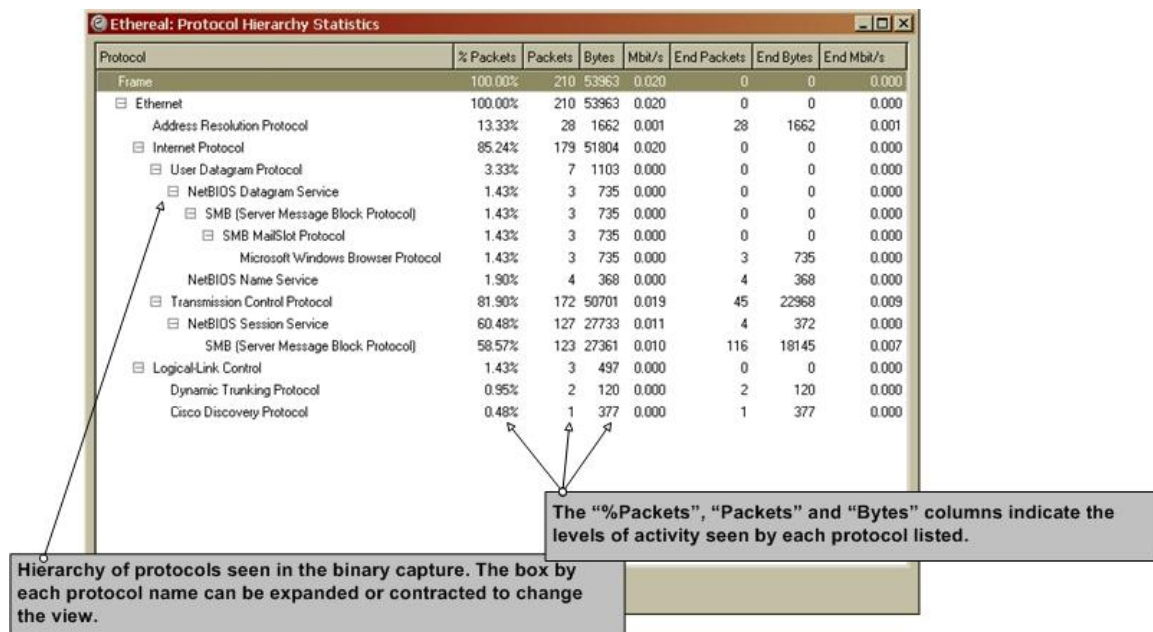 Ethereal: Protocol Hierarchy Statistics
Protocol % Packets Packets Bytes Mbit/s End Packets End Bytes End Mbit/s
Frame 100.00% 210 53963 0.020 0 0 0.000
Ethernet 100.00% 210 53963 0.020 0 0 0.000
Address Resolution Protocol 13.33% 28 1662 0.001 28 1662 0.001
Internet Protocol 85.24% 179 51804 0.020 0 0 0.000
User Datagram Protocol 3.33% 7 1103 0.000 0 0 0.000
NetBIOS Datagram Service 1.43% 3 735 0.000 0 0 0.000
SMB (Server Message Block Protocol) 1.43% 3 735 0.000 0 0 0.000
SMB MailSlot Protocol 1.43% 3 735 0.000 0 0 0.000
Microsoft Windows Browser Protocol 1.43% 3 735 0.000 3 735 0.000
NetBIOS Name Service 1.90% 4 368 0.000 4 368 0.000
Transmission Control Protocol 81.90% 172 50701 0.019 45 22968 0.009
NetBIOS Session Service 60.48% 127 27733 0.011 4 372 0.000
SMB (Server Message Block Protocol) 58.57% 123 27361 0.010 116 18145 0.007
Logical-Link Control 1.43% 3 497 0.000 0 0 0.000
Dynamic Trunking Protocol 0.95% 2 120 0.000 2 120 0.000
Cisco Discovery Protocol 0.48% 1 377 0.000 1 377 0.000
The “%Packets”, “Packets” and “Bytes” columns indicate the
levels of activity seen by each protocol listed.
Hierarchy of protocols seen in the binary capture. The box by
each protocol name can be expanded or contracted to change
the view.